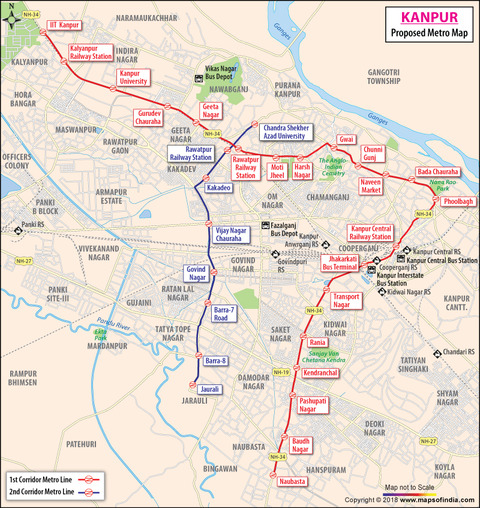 KANPUR
Proposed Metro Map
N
NH-34
IIT Kanpur
NARAMUKACHHAR
KALYANPUR
Kalyanpur
Railway Station
INDIRA
NAGAR
Vikas Nagar
Bus Depot
Ganges
GANGOTRI
TOWNSHIP
Kanpur
University
NAWABGANJ
PURANA
KANPUR
HORA
BANGAR
Gurudev
Chauraha
Geeta
Nagar
Chandra Shekher
Azad University
Ganges
MASWANPUR
GEETA
NAGAR
NH-34
RAWATPUR
GAON
Rawatpur
Railway Station
KAKADEV
Rawatpur
Railway
Station
Moti
Jheel
Harsh
Nagar
Gwai
Chunni
Gunj
The Anglo-
Indian
Cemetry
OFFICERS
COLONY
Kakadeo
Naveen
Market
Bada Chauraha
Nana Rao
Park
ARMAPUR
ESTATE
OM
NAGAR
CHAMANGANJ
Phoolbagh
PANKI
B BLOCK
NH-34
Panki RS
Vijay Nagar
Chauraha
Fazalganj
Bus Depot
Kanpur Central
Railway Station
Kanpur
Anwrganj RS
COOPERGANJ
Kanpur Central RS
Kanpur Central Bus Station
VIVEKANAND
NAGAR
Govindpuri
RS
Jhakarkati
Bus Terminal
Cooperganj RS
Kanpur Interstate
Bus Station
NH-27
Govind
Nagar
GOVIND
NAGAR
Kidwai Nagar RS
PANKI
SITE-III
RATAN LAL
NAGAR
Transport
Nagar
KANPUR
CANTT.
GUJAINI
Barra-7
Road
NH-34
Pandu River
TATYA TOPE
NAGAR
SAKET
NAGAR
KIDWAI
NAGAR
Ekta
Park
MARDANPUR
Rania
Sanjay Van
Chetana Kendra
TATIYAN
SINGHAKI
Chandari RS
Barra-8
Kendranchal
RAMPUR
BHIMSEN
NH-19
Jaurali
JARAULI
DAMODAR
NAGAR
Pashupati
Nagar
SHYAM
NAGAR
DEOKI
NAGAR
PATEHURI
NAUBASTA
Baudh
Nagar
NH-27
BINGAWAN
NH-34
HANSPURAM
KOYLA
NAGAR
Naubasta
1st Corridor Metro Line
2nd Corridor Metro Line
Map not to Scale
Copyright © 2018 www.mapsofindia.com